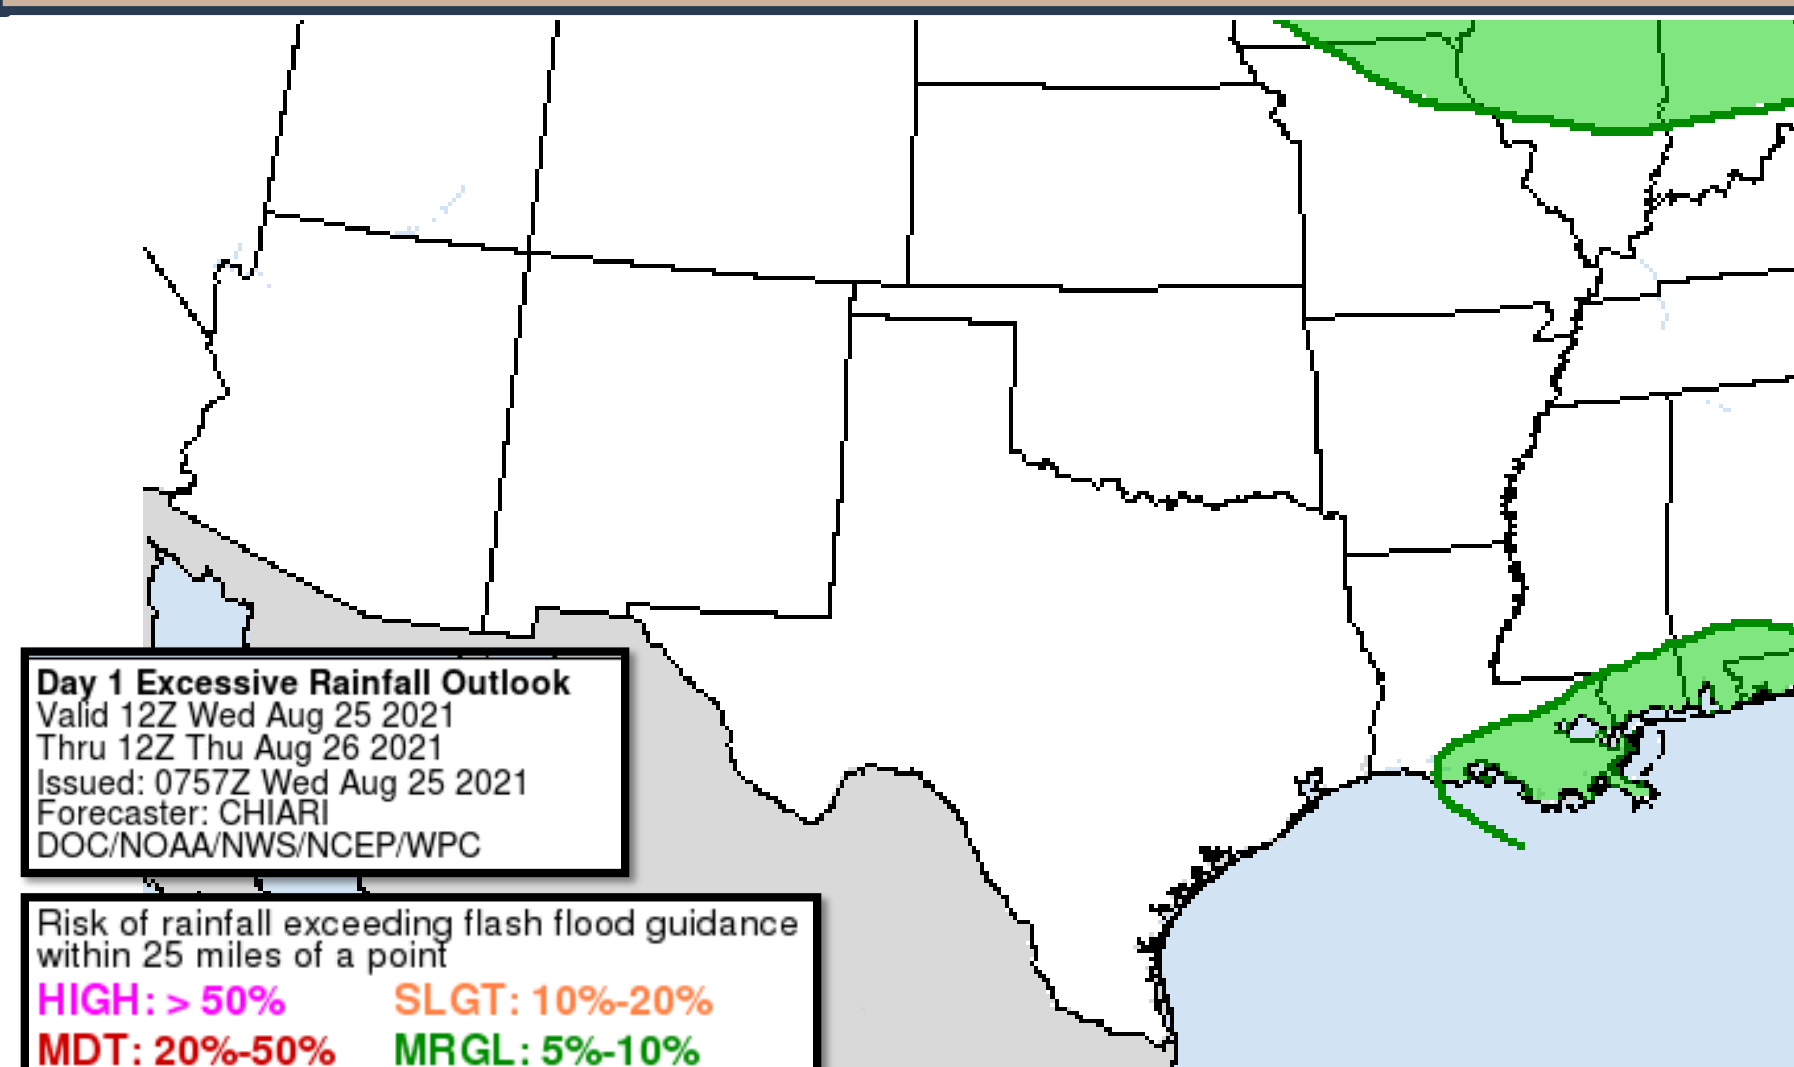 Day 1 Excessive Rainfall Outlook
Valid 12Z Wed Aug 25 2021
Thru 12Z Thu Aug 26 2021
Issued: 0757Z Wed Aug 25 2021
Forecaster: CHIARI
DOC/NOAA/NWS/NCEP/WPC
Risk of rainfall exceeding flash flood guidance
within 25 miles of a point
HIGH: > 50% SLGT: 10%-20%
MDT: 20%-50% MRGL: 5%-10%